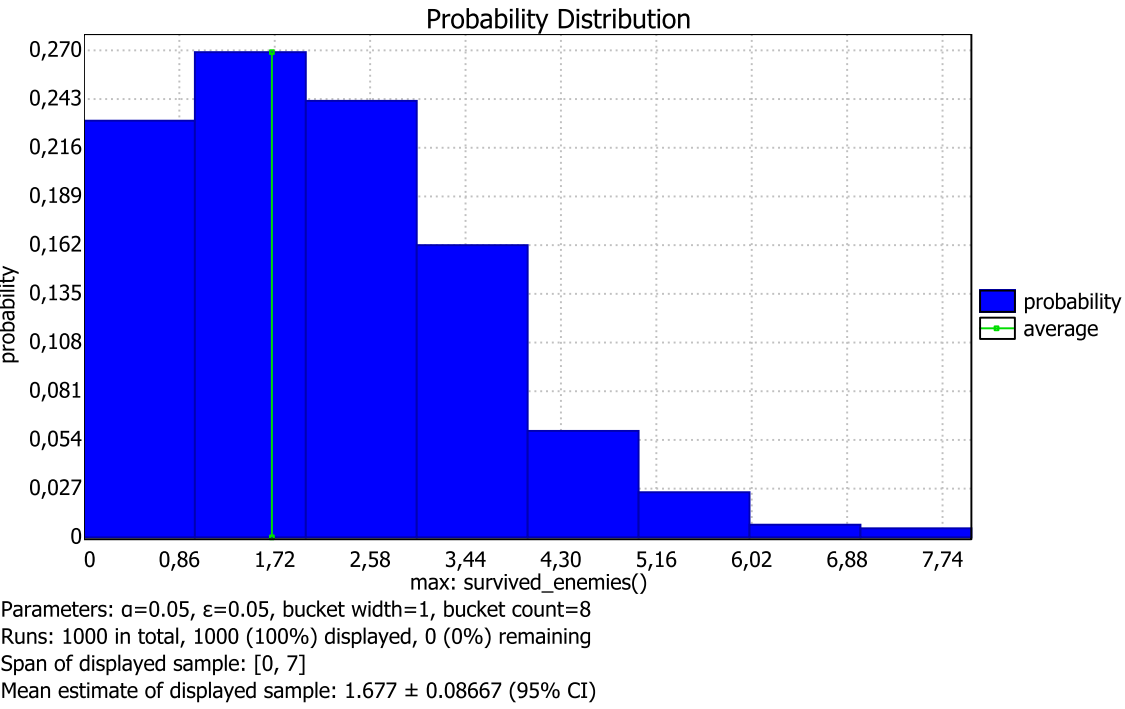 Probability Distribution
0,270
0,243
0,216
0,189
0,162
0,135
0,108
0,081
0,054
0,027
0
probability
0 0,86 1,72 2,58 3,44 4,30 5,16 6,02 6,88 7,74
max: survived_enemies()
probability
average
Parameters: α=0.05, ε=0.05, bucket width=1, bucket count=8
Runs: 1000 in total, 1000 (100%) displayed, 0 (0%) remaining
Span of displayed sample: [0, 7]
Mean estimate of displayed sample: 1.677 ± 0.08667 (95% CI)